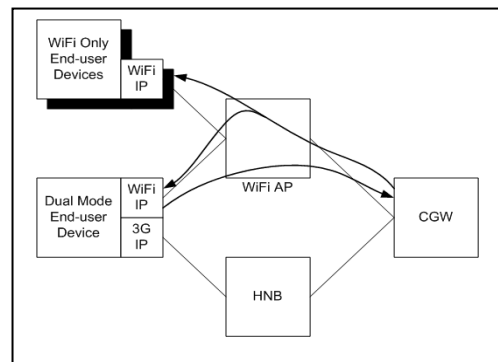 WiFi Only
End-user
Devices
WiFi
IP
WiFi AP
Dual Mode
End-user
Device
WiFi
IP
3G
IP
CGW
HNB